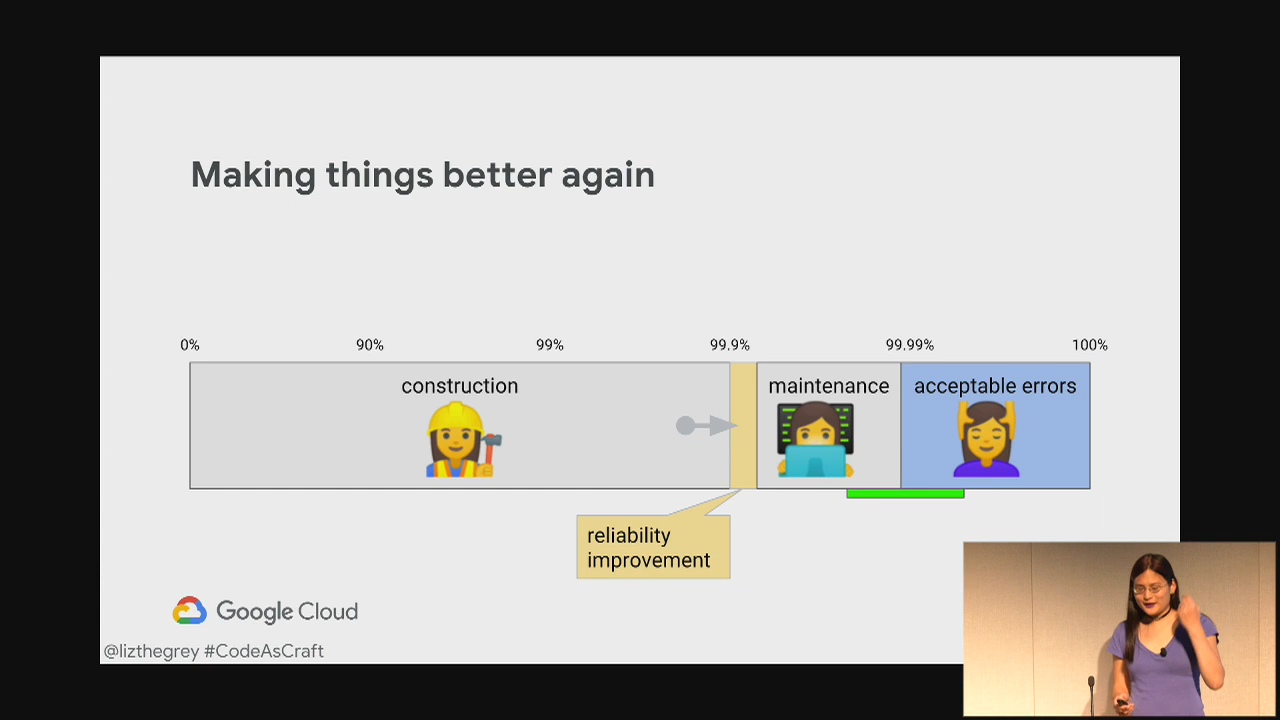 Making things better again
0% 90% 99% 99.9% 99.99% 100%
construction maintenance acceptable errors
reliability
improvement
Google Cloud
@lizthegrey #CodeAsCraft